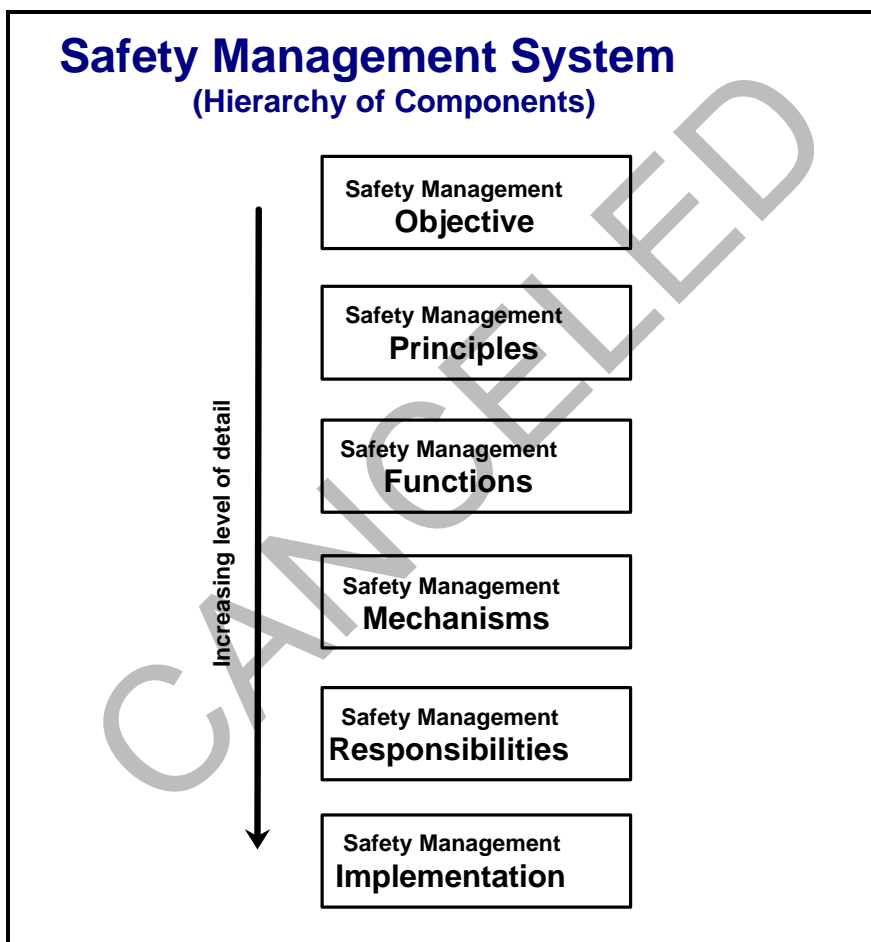 Safety Management System
(Hierarchy of Components)
Safety Management
Objective
Safety Management
Principles
Safety Management
Functions
Safety Management
Mechanisms
Safety Management
Responsibilities
Safety Management
Implementation
Increasing level of detail
CANCELED